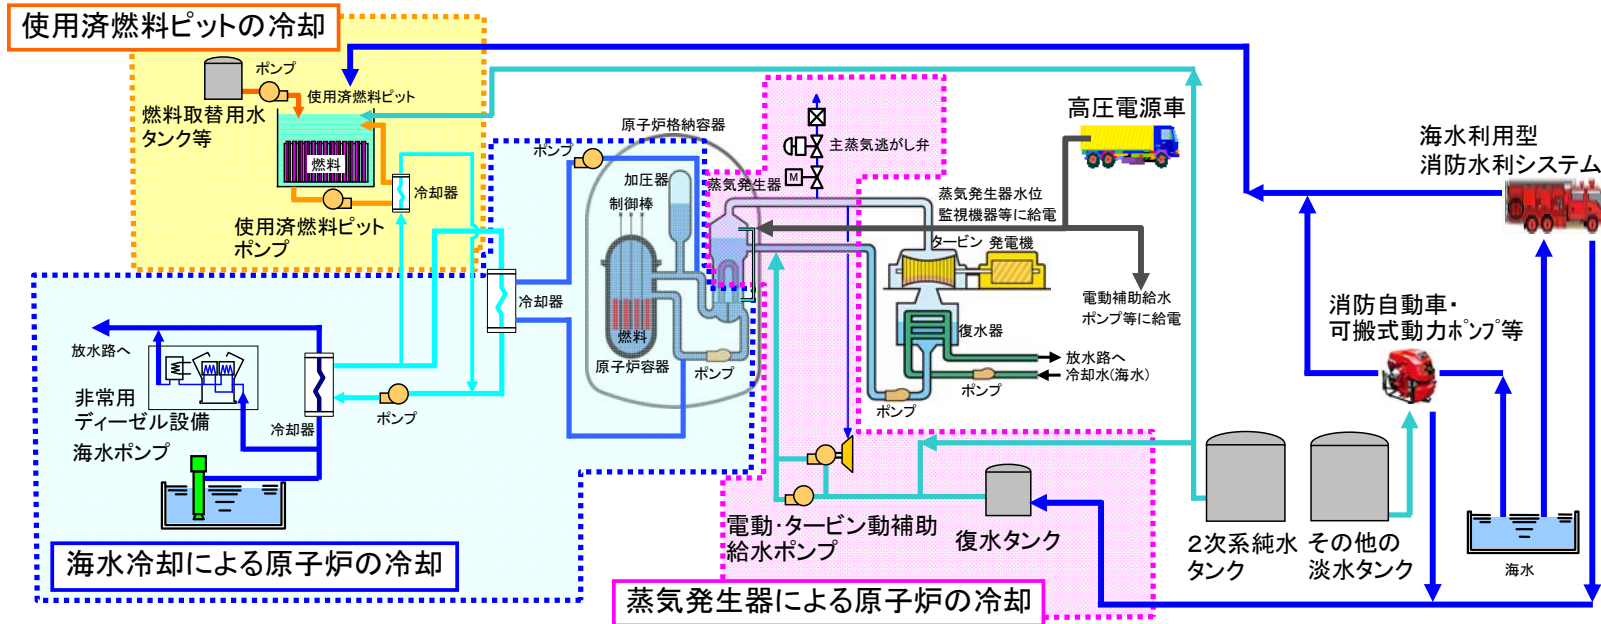 使用済燃料ピットの冷却
ポンプ
使用済燃料ピット
燃料取替用水
タンク等
燃料
冷却器
使用済燃料ピット
ポンプ
原子炉格納容器
ポンプ
加圧器
制御棒
蒸気発生器
主蒸気逃がし弁
M
蒸気発生器水位
監視機器等に給電
高圧電源車
海水利用型
消防水利システム
タービン
発電機
冷却器
燃料
原子炉容器
ポンプ
復水器
放水路へ
冷却水(海水)
ポンプ
ポンプ
電動補助給水
ポンプ等に給電
消防自動車・
可搬式動力ポンプ等
放水路へ
非常用
ディーゼル設備
冷却器
ポンプ
海水ポンプ
海水冷却による原子炉の冷却
電動・タービン動補助
給水ポンプ
復水タンク
2次系純水
タンク
その他の
淡水タンク
海水
蒸気発生器による原子炉の冷却